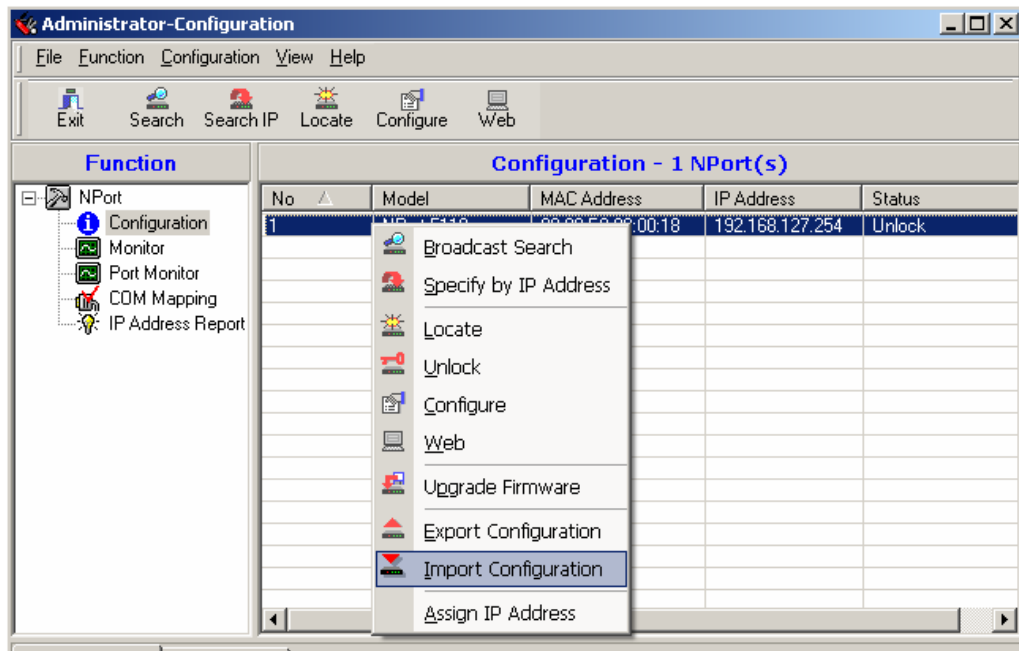 Administrator-Configuration
File Function Configuration View Help
Exit Search Search IP Locate Configure Web
Function
Configuration - 1 NPort(s)
NPort
Configuration
Monitor
Port Monitor
COM Mapping
IP Address Report
No Model MAC Address IP Address Status
1 :00:18 192.168.127.254 Unlock
Broadcast Search
Specify by IP Address
Locate
Unlock
Configure
Web
Upgrade Firmware
Export Configuration
Import Configuration
Assign IP Address